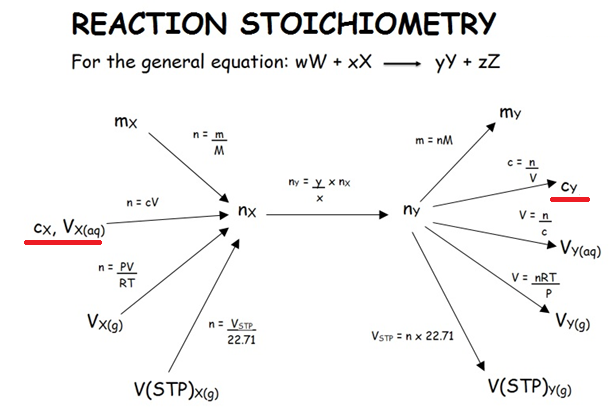 REACTION STOICHIOMETRY
For the general equation: wW + xX ⟶ yY + zZ
mX
n = m
M
mY
m = nM
c = n
V
cY
n = cV
cX, VX(aq)
nX
nY = y x nX
x
nY
V = n
c
VY(aq)
n = PV
RT
VX(g)
V = nRT
P
VY(g)
n = VSTP
22.71
VSTP = n x 22.71
V(STP)X(g)
V(STP)Y(g)